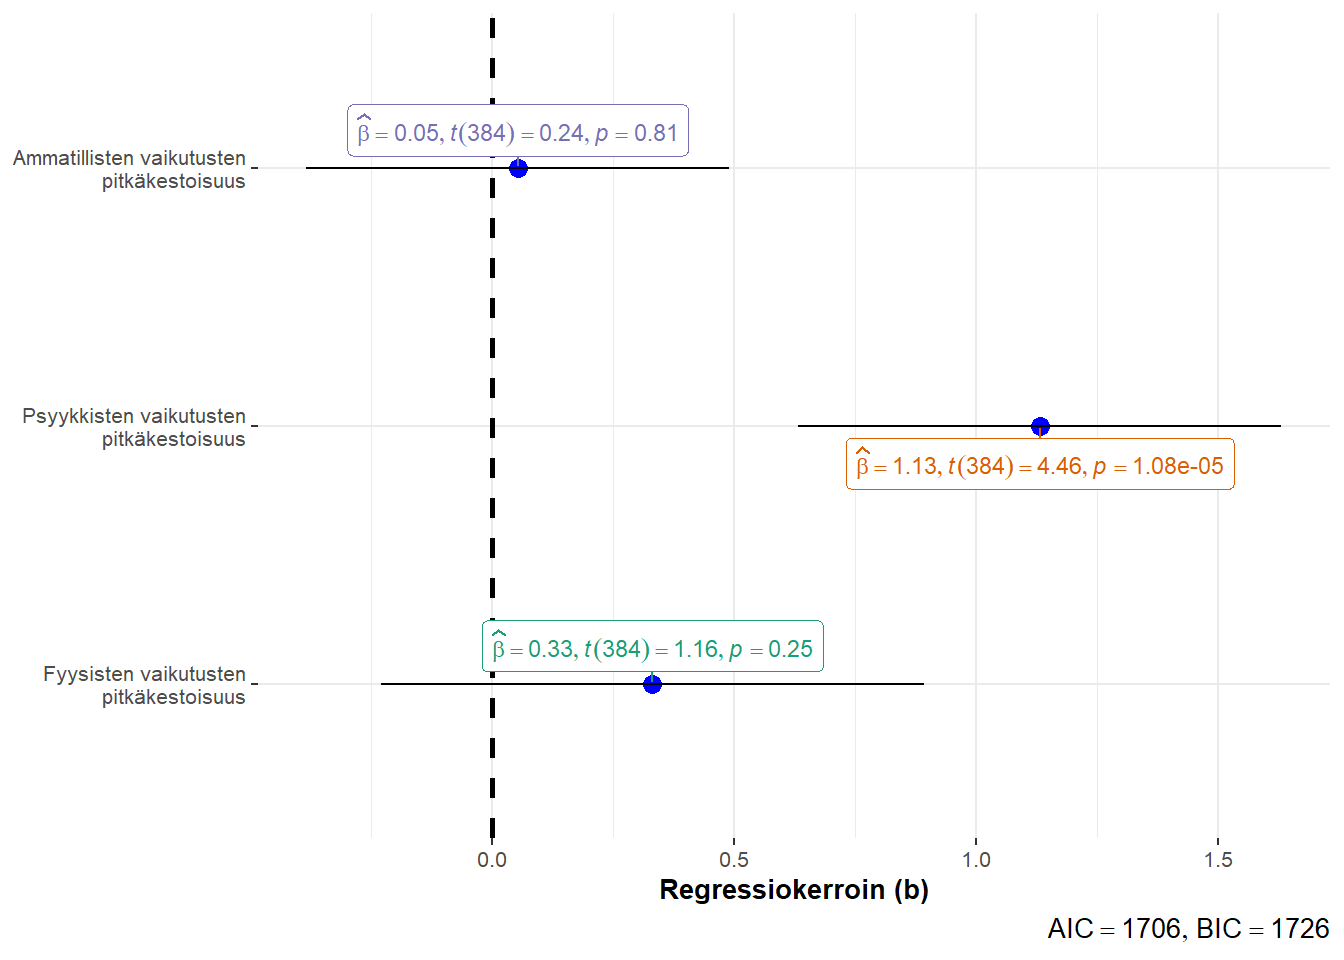 β̂ = 0.05, t(384) = 0.24, p = 0.81
Ammatillisten vaikutusten
pitkäkestoisuus
Psyykkisten vaikutusten
pitkäkestoisuus
β̂ = 1.13, t(384) = 4.46, p = 1.08e-05
β̂ = 0.33, t(384) = 1.16, p = 0.25
Fyysisten vaikutusten
pitkäkestoisuus
0.0 0.5 1.0 1.5
Regressiokerroin (b)
AIC = 1706, BIC = 1726